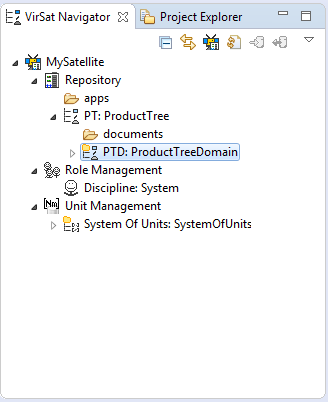 VirSat Navigator Project Explorer
MySatellite
Repository
apps
PT: ProductTree
documents
PTD: ProductTreeDomain
Role Management
Discipline: System
Nm Unit Management
System Of Units: SystemOfUnits